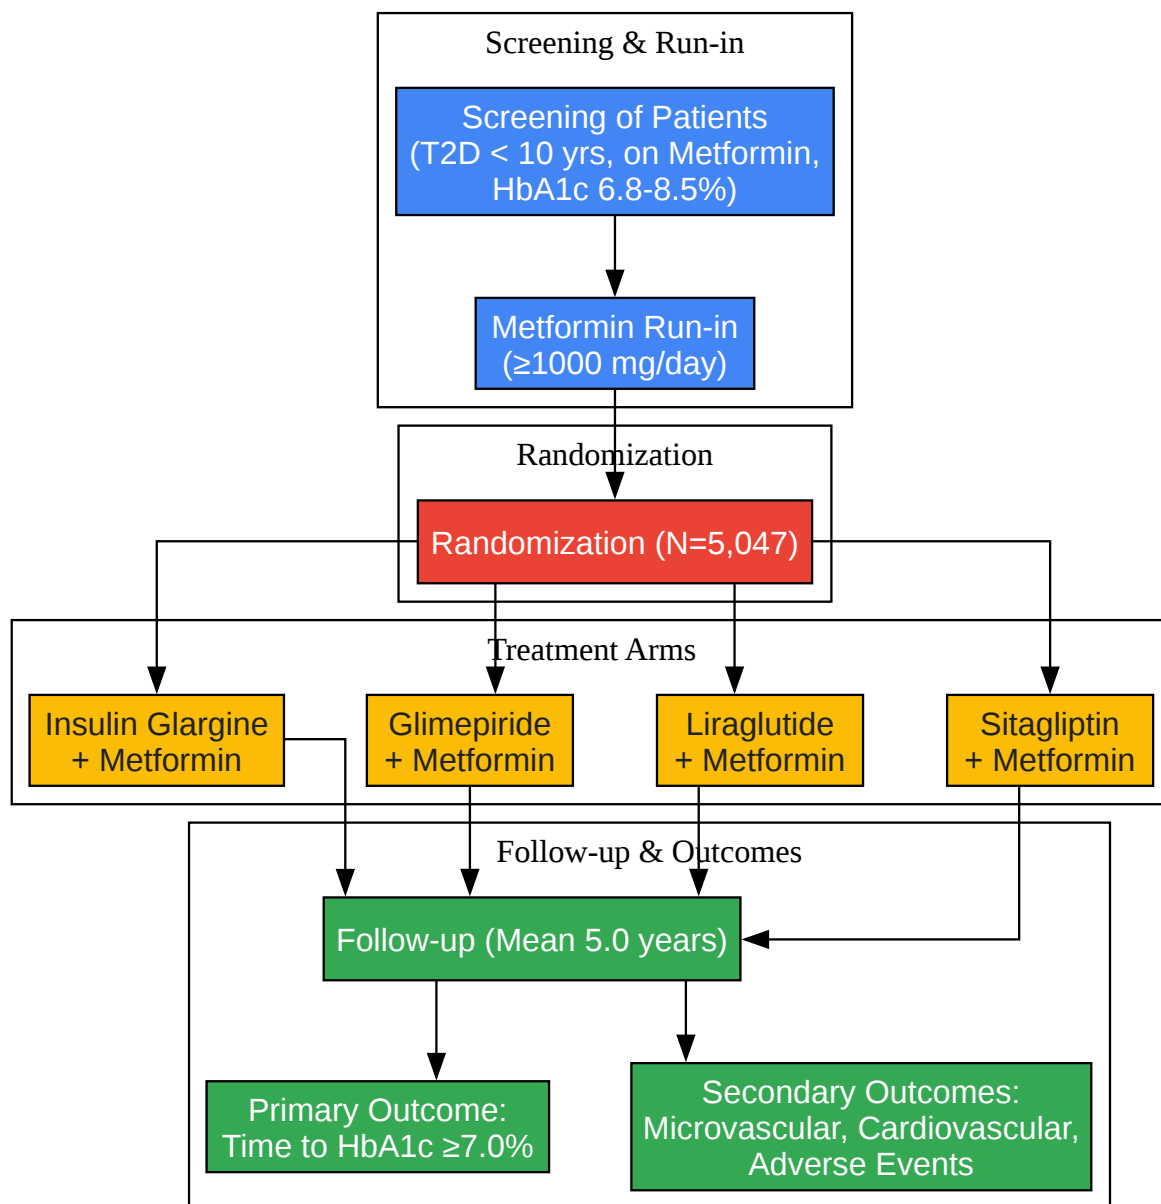 Screening & Run-in
Screening of Patients
(T2D < 10 yrs, on Metformin,
HbA1c 6.8-8.5%)
Metformin Run-in
(≥1000 mg/day)
Randomization
Randomization (N=5,047)
Treatment Arms
Insulin Glargine
+ Metformin
Glimepiride
+ Metformin
Liraglutide
+ Metformin
Sitagliptin
+ Metformin
Follow-up & Outcomes
Follow-up (Mean 5.0 years)
Primary Outcome:
Time to HbA1c ≥7.0%
Secondary Outcomes:
Microvascular, Cardiovascular,
Adverse Events